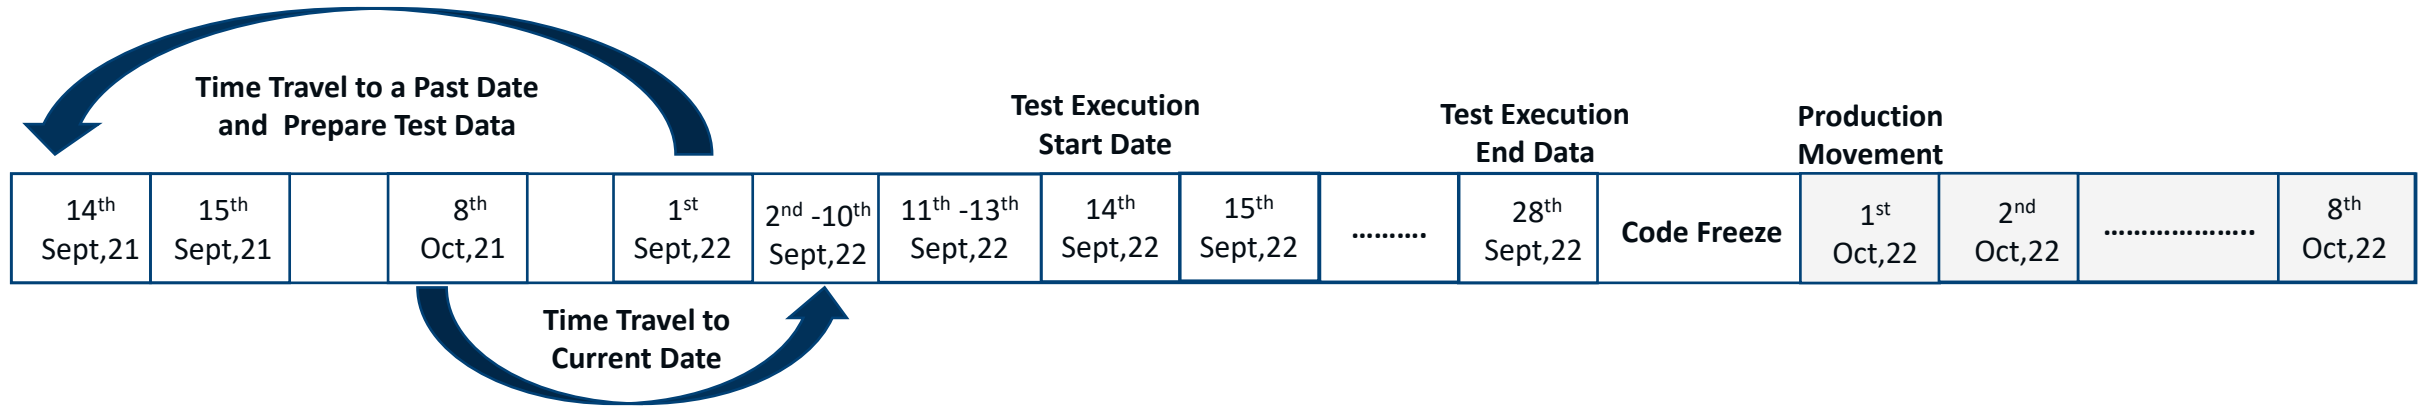 Time Travel to a Past Date
and Prepare Test Data
Test Execution
Start Date
Test Execution
End Data
Production
Movement
14th
Sept,21
15th
Sept,21
8th
Oct,21
1st
Sept,22
2nd -10th
Sept,22
11th -13th
Sept,22
14th
Sept,22
15th
Sept,22
……….
28th
Sept,22
Code Freeze
1st
Oct,22
2nd
Oct,22
………………..
8th
Oct,22
Time Travel to
Current Date